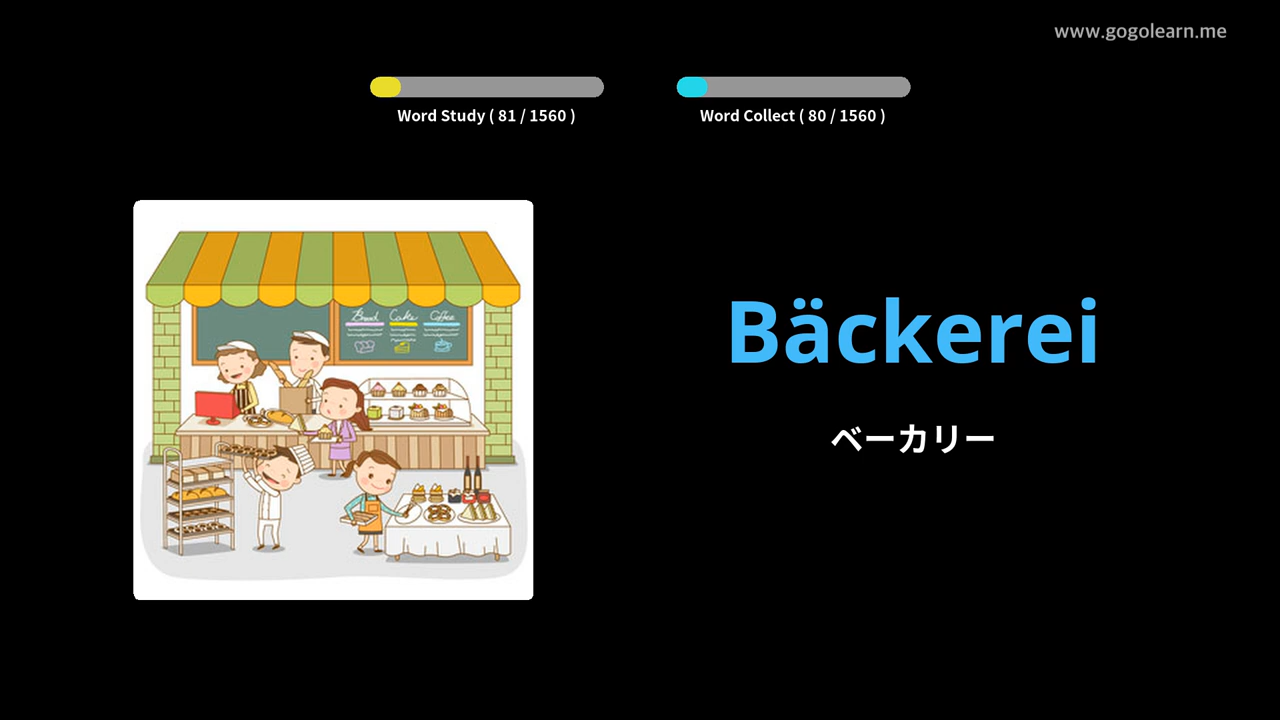 www.gogolearn.me
Word Study ( 81 / 1560 )
Word Collect ( 80 / 1560 )
Bread Cake Coffee
Bäckerei
ベーカリー